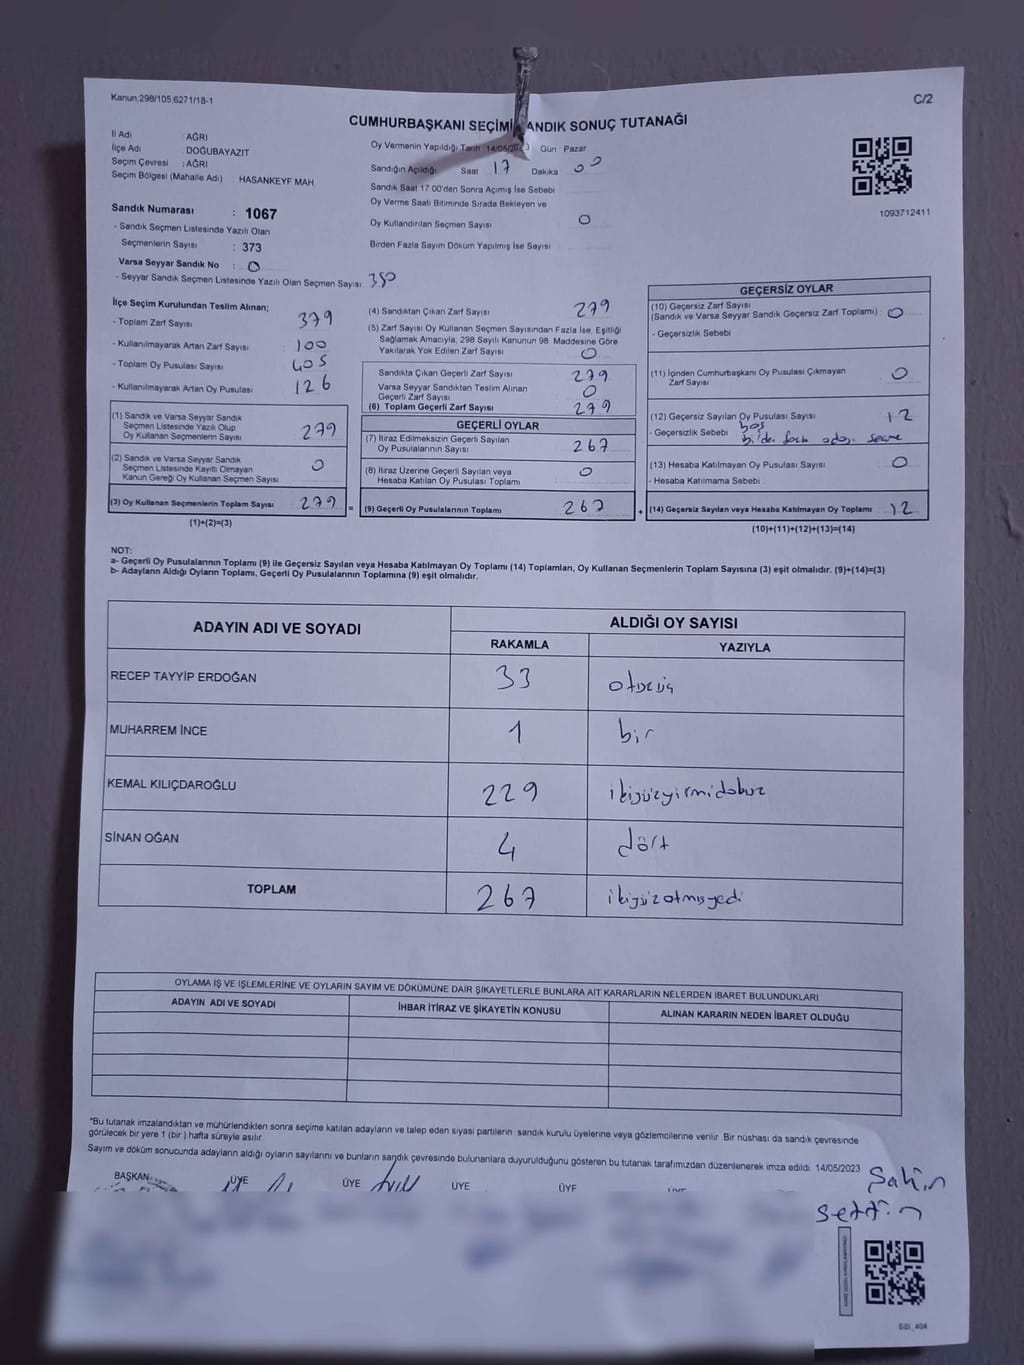 Kanun 298/105,6271/18-1
C/2
CUMHURBAŞKANI SEÇİMİ SANDIK SONUÇ TUTANAĞI
İl Adı AĞRI
İlçe Adı DOĞUBAYAZIT
Seçim Çevresi : AĞRI
Seçim Bölgesi (Mahalle Adı) HASANKEYF MAH
Sandık Numarası : 1067
- Sandık Seçmen Listesinde Yazılı Olan
Seçmenlerin Sayısı : 373
Varsa Seyyar Sandık No : 0
- Seyyar Sandık Seçmen Listesinde Yazılı Olan Seçmen Sayısı 380
Oy Vermenin Yapıldığı Tarih 14/05/2023 Gün Pazar
Sandığın Açıldığı Saat 17 Dakika 00
Sandık Saat 17:00'den Sonra Açmış İse Sebebi
Oy Verme Saati Bitiminde Sırada Bekleyen ve
Oy Kullandırılan Seçmen Sayısı 0
Birden Fazla Sayım Döküm Yapılmış İse Sayısı
1093712411
İlçe Seçim Kurulundan Teslim Alınan;
- Toplam Zarf Sayısı 379
- Kullanılmayarak Artan Zarf Sayısı : 100
- Toplam Oy Pusulası Sayısı : 405
- Kullanılmayarak Artan Oy Pusulası : 126
(1) Sandık ve Varsa Seyyar Sandık
Seçmen Listesinde Yazılı Olup
Oy Kullanan Seçmenlerin Sayısı 279
(2) Sandık ve Varsa Seyyar Sandık
Seçmen Listesinde Kayıtlı Olmayan
Kanun Gereği Oy Kullanan Seçmen Sayısı 0
(3) Oy Kullanan Seçmenlerin Toplam Sayısı 279 =
(1)+(2)=(3)
(4) Sandıktan Çıkan Zarf Sayısı 279
(5) Zarf Sayısı Oy Kullanan Seçmen Sayısından Fazla İse, Eşitliği
Sağlamak Amacıyla, 298 Sayılı Kanunun 98 Maddesine Göre
Yakılarak Yok Edilen Zarf Sayısı 0
Sandıkta Çıkan Geçerli Zarf Sayısı 279
Varsa Seyyar Sandıktan Teslim Alınan
Geçerli Zarf Sayısı 0
(6) Toplam Geçerli Zarf Sayısı 279
GEÇERLİ OYLAR
(7) İtiraz Edilmeksizin Geçerli Sayılan
Oy Pusulalarının Sayısı 267
(8) İtiraz Üzerine Geçerli Sayılan veya
Hesaba Katılan Oy Pusulası Toplamı 0
(9) Geçerli Oy Pusulalarının Toplamı 267 +
GEÇERSİZ OYLAR
(10) Geçersiz Zarf Sayısı
(Sandık ve Varsa Seyyar Sandık Geçersiz Zarf Toplamı) 0
- Geçersizlik Sebebi
(11) İçinden Cumhurbaşkanı Oy Pusulası Çıkmayan
Zarf Sayısı 0
(12) Geçersiz Sayılan Oy Pusulası Sayısı 12
boş
- Geçersizlik Sebebi birden fazla adayı seçme
(13) Hesaba Katılmayan Oy Pusulası Sayısı 0
- Hesaba Katılmama Sebebi
(14) Geçersiz Sayılan veya Hesaba Katılmayan Oy Toplamı 12
(10)+(11)+(12)+(13)=(14)
NOT:
a- Geçerli Oy Pusulalarının Toplamı (9) ile Geçersiz Sayılan veya Hesaba Katılmayan Oy Toplamı (14) Toplamları, Oy Kullanan Seçmenlerin Toplam Sayısına (3) eşit olmalıdır. (9)+(14)=(3)
b- Adayların Aldığı Oyların Toplamı, Geçerli Oy Pusulalarının Toplamına (9) eşit olmalıdır.
ADAYIN ADI VE SOYADI
ALDIĞI OY SAYISI
RAKAMLA YAZIYLA
RECEP TAYYİP ERDOĞAN 33 otuzüç
MUHARREM İNCE 1 bir
KEMAL KILIÇDAROĞLU 229 ikiyüzyirmidokuz
SİNAN OĞAN 4 dört
TOPLAM 267 ikiyüzatmışyedi
OYLAMA İŞ VE İŞLEMLERİNE VE OYLARIN SAYIM VE DÖKÜMÜNE DAİR ŞİKAYETLERLE BUNLARA AİT KARARLARIN NELERDEN İBARET BULUNDUKLARI
ADAYIN ADI VE SOYADI İHBAR İTİRAZ VE ŞİKAYETİN KONUSU ALINAN KARARIN NEDEN İBARET OLDUĞU
*Bu tutanak imzalandıktan ve mühürlendikten sonra seçime katılan adayların ve talep eden siyasi partilerin sandık kurulu üyelerine veya gözlemcilerine verilir. Bir nüshası da sandık çevresinde
görülecek bir yere 1 (bir) hafta süreyle asılır.
Sayım ve döküm sonucunda adayların aldığı oyların sayılarını ve bunların sandık çevresinde bulunanlara duyurulduğunu gösteren bu tutanak tarafımızdan düzenlenerek imza edildi 14/05/2023
BAŞKAN ÜYE ÜYE ÜYE ÜYE
Şahin
settin